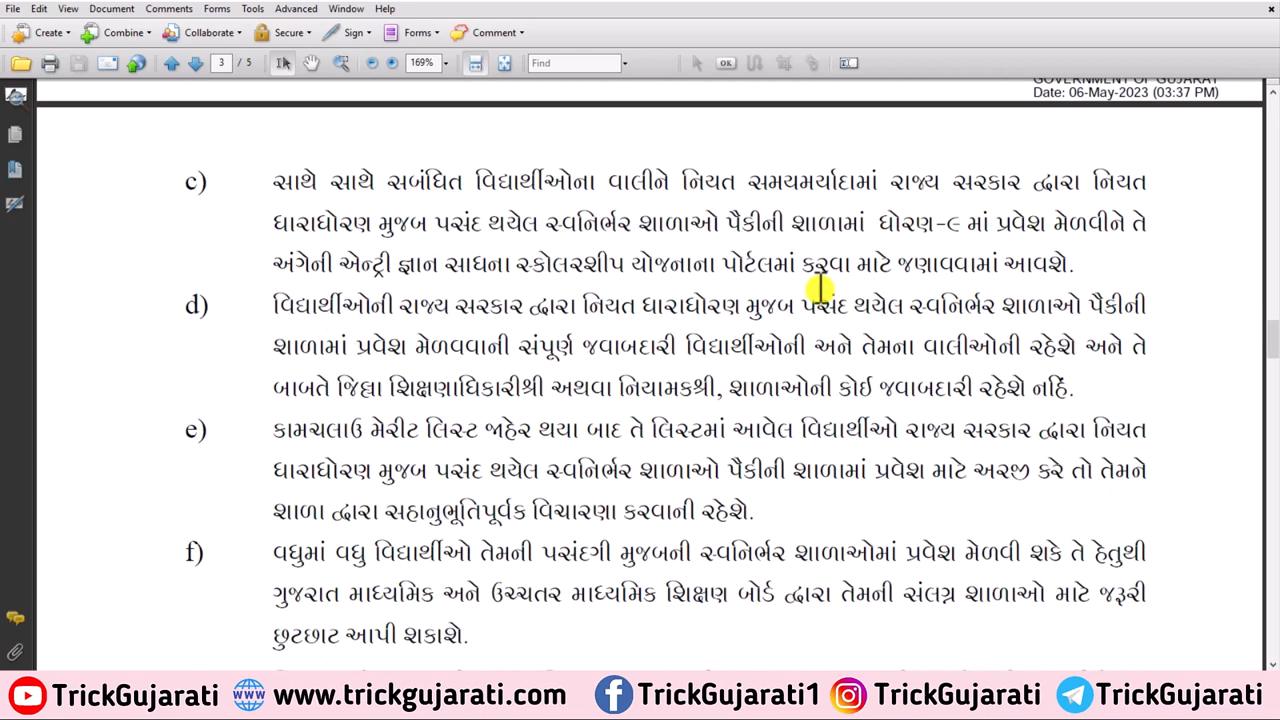 File Edit View Document Comments Forms Tools Advanced Window Help
Create Combine Collaborate Secure Sign Forms Comment
3 / 5 169% Find
GOVERNMENT OF GUJARAT
Date: 06-May-2023 (03:37 PM)
c) સાથે સાથે સબંધિત વિદ્યાર્થીઓના વાલીને નિયત સમયમર્યાદામાં રાજ્ય સરકાર દ્વારા નિયત
ધારાધોરણ મુજબ પસંદ થયેલ સ્વનિર્ભર શાળાઓ પૈકીની શાળામાં ધોરણ-૯ માં પ્રવેશ મેળવીને તે
અંગેની એન્ટ્રી જ્ઞાન સાધના સ્કોલરશીપ યોજનાના પોર્ટલમાં કરવા માટે જણાવવામાં આવશે.
d) વિદ્યાર્થીઓની રાજ્ય સરકાર દ્વારા નિયત ધારાધોરણ મુજબ પસંદ થયેલ સ્વનિર્ભર શાળાઓ પૈકીની
શાળામાં પ્રવેશ મેળવવાની સંપૂર્ણ જવાબદારી વિદ્યાર્થીઓની અને તેમના વાલીઓની રહેશે અને તે
બાબતે જિલ્લા શિક્ષણાધિકારીશ્રી અથવા નિયામકશ્રી, શાળાઓની કોઈ જવાબદારી રહેશે નહિં.
e) કામચલાઉ મેરીટ લિસ્ટ જાહેર થયા બાદ તે લિસ્ટમાં આવેલ વિદ્યાર્થીઓ રાજ્ય સરકાર દ્વારા નિયત
ધારાધોરણ મુજબ પસંદ થયેલ સ્વનિર્ભર શાળાઓ પૈકીની શાળામાં પ્રવેશ માટે અરજી કરે તો તેમને
શાળા દ્વારા સહાનુભૂતિપૂર્વક વિચારણા કરવાની રહેશે.
f) વધુમાં વધુ વિદ્યાર્થીઓ તેમની પસંદગી મુજબની સ્વનિર્ભર શાળાઓમાં પ્રવેશ મેળવી શકે તે હેતુથી
ગુજરાત માધ્યમિક અને ઉચ્ચતર માધ્યમિક શિક્ષણ બોર્ડ દ્વારા તેમની સંલગ્ન શાળાઓ માટે જરૂરી
છુટછાટ આપી શકાશે.
TrickGujarati www.trickgujarati.com TrickGujarati1 TrickGujarati TrickGujarati